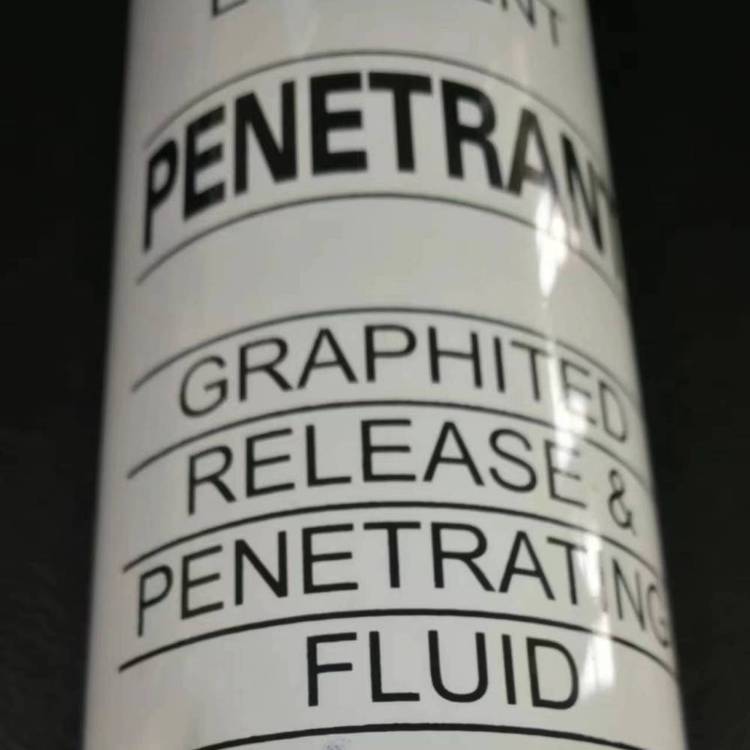 PENETRANT
GRAPHITED
RELEASE &
PENETRATING
FLUID